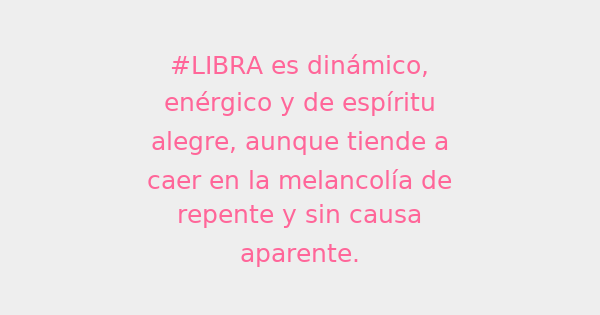 #LIBRA es dinámico,
enérgico y de espíritu
alegre, aunque tiende a
caer en la melancolía de
repente y sin causa
aparente.